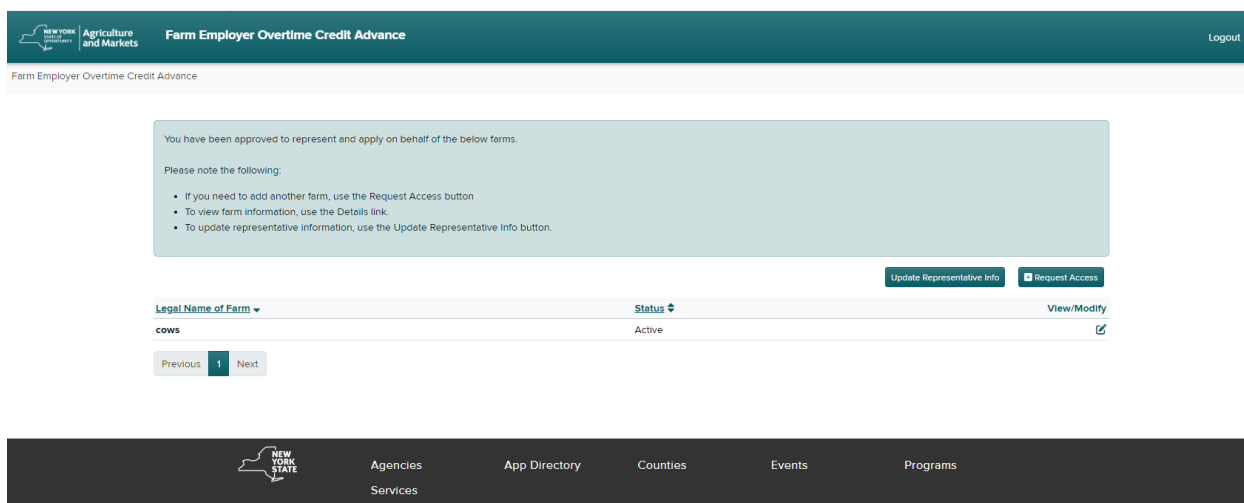 NEW YORK
STATE OF
OPPORTUNITY
Agriculture
and Markets
Farm Employer Overtime Credit Advance
Logout
Farm Employer Overtime Credit Advance
You have been approved to represent and apply on behalf of the below farms.
Please note the following:
• If you need to add another farm, use the Request Access button
• To view farm information, use the Details link.
• To update representative information, use the Update Representative Info button.
Update Representative Info
Request Access
Legal Name of Farm Status View/Modify
cows Active
Previous 1 Next
NEW
YORK
STATE
Agencies App Directory Counties Events Programs
Services